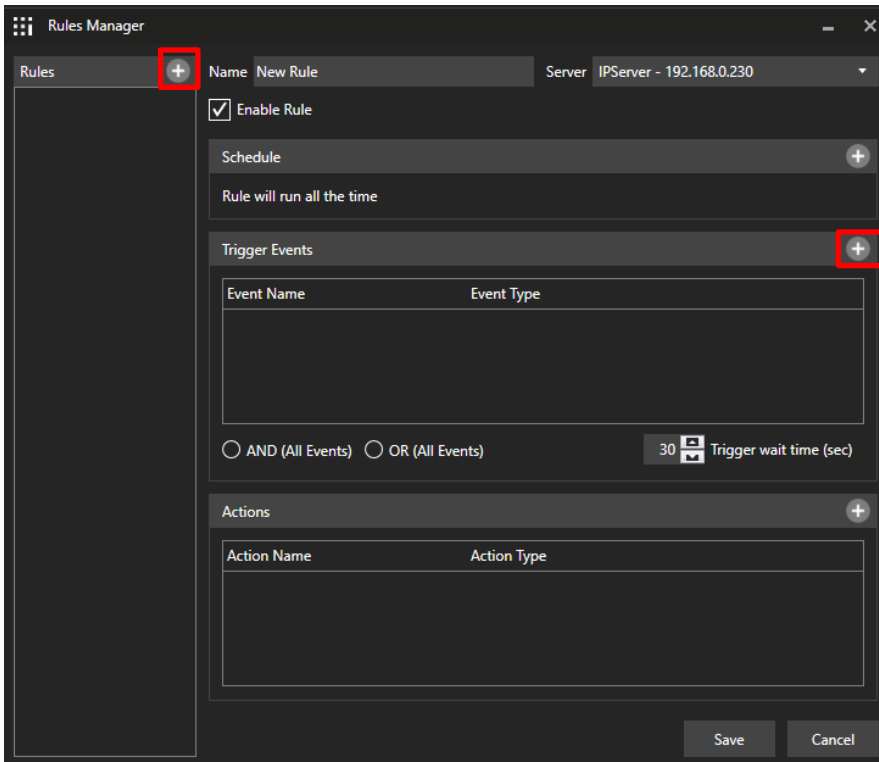 Rules Manager
Rules
Name New Rule Server IPServer - 192.168.0.230
Enable Rule
Schedule
Rule will run all the time
Trigger Events
Event Name Event Type
AND (All Events) OR (All Events) 30 Trigger wait time (sec)
Actions
Action Name Action Type
Save Cancel